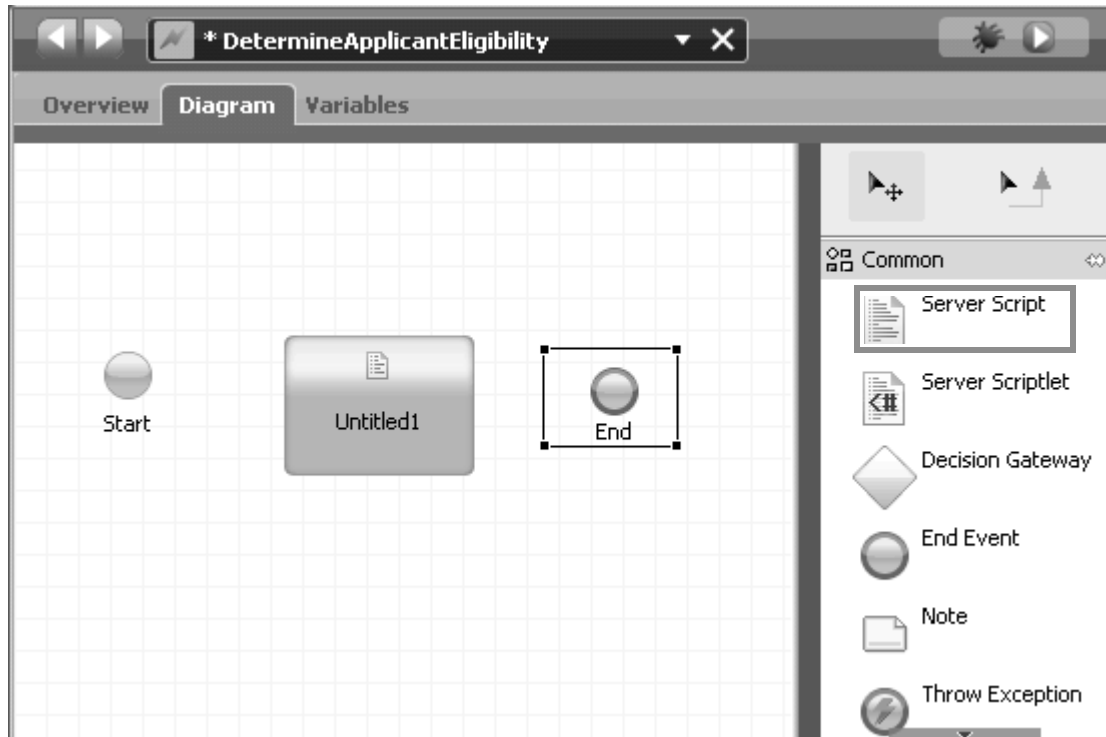 * DetermineApplicantEligibility
Overview Diagram Variables
Common
Server Script
<#
Server Scriptlet
Decision Gateway
End Event
Note
Throw Exception
Start
Untitled1
End